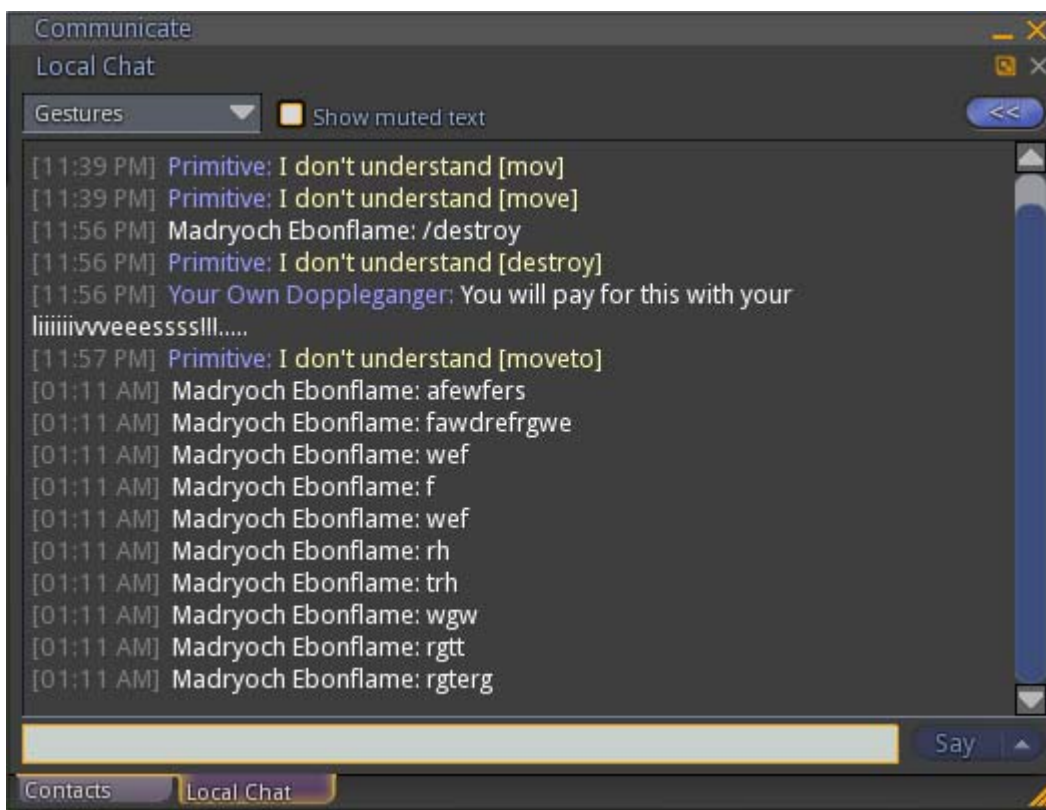 Communicate
Local Chat
Gestures Show muted text <<
[11:39 PM] Primitive: I don't understand [mov]
[11:39 PM] Primitive: I don't understand [move]
[11:56 PM] Madryoch Ebonflame: /destroy
[11:56 PM] Primitive: I don't understand [destroy]
[11:56 PM] Your Own Doppleganger: You will pay for this with your
liiiiiivvveeeessss!!!.....
[11:57 PM] Primitive: I don't understand [moveto]
[01:11 AM] Madryoch Ebonflame: afewfers
[01:11 AM] Madryoch Ebonflame: fawdrefrgwe
[01:11 AM] Madryoch Ebonflame: wef
[01:11 AM] Madryoch Ebonflame: f
[01:11 AM] Madryoch Ebonflame: wef
[01:11 AM] Madryoch Ebonflame: rh
[01:11 AM] Madryoch Ebonflame: trh
[01:11 AM] Madryoch Ebonflame: wgw
[01:11 AM] Madryoch Ebonflame: rgtt
[01:11 AM] Madryoch Ebonflame: rgterg
Say
Contacts Local Chat